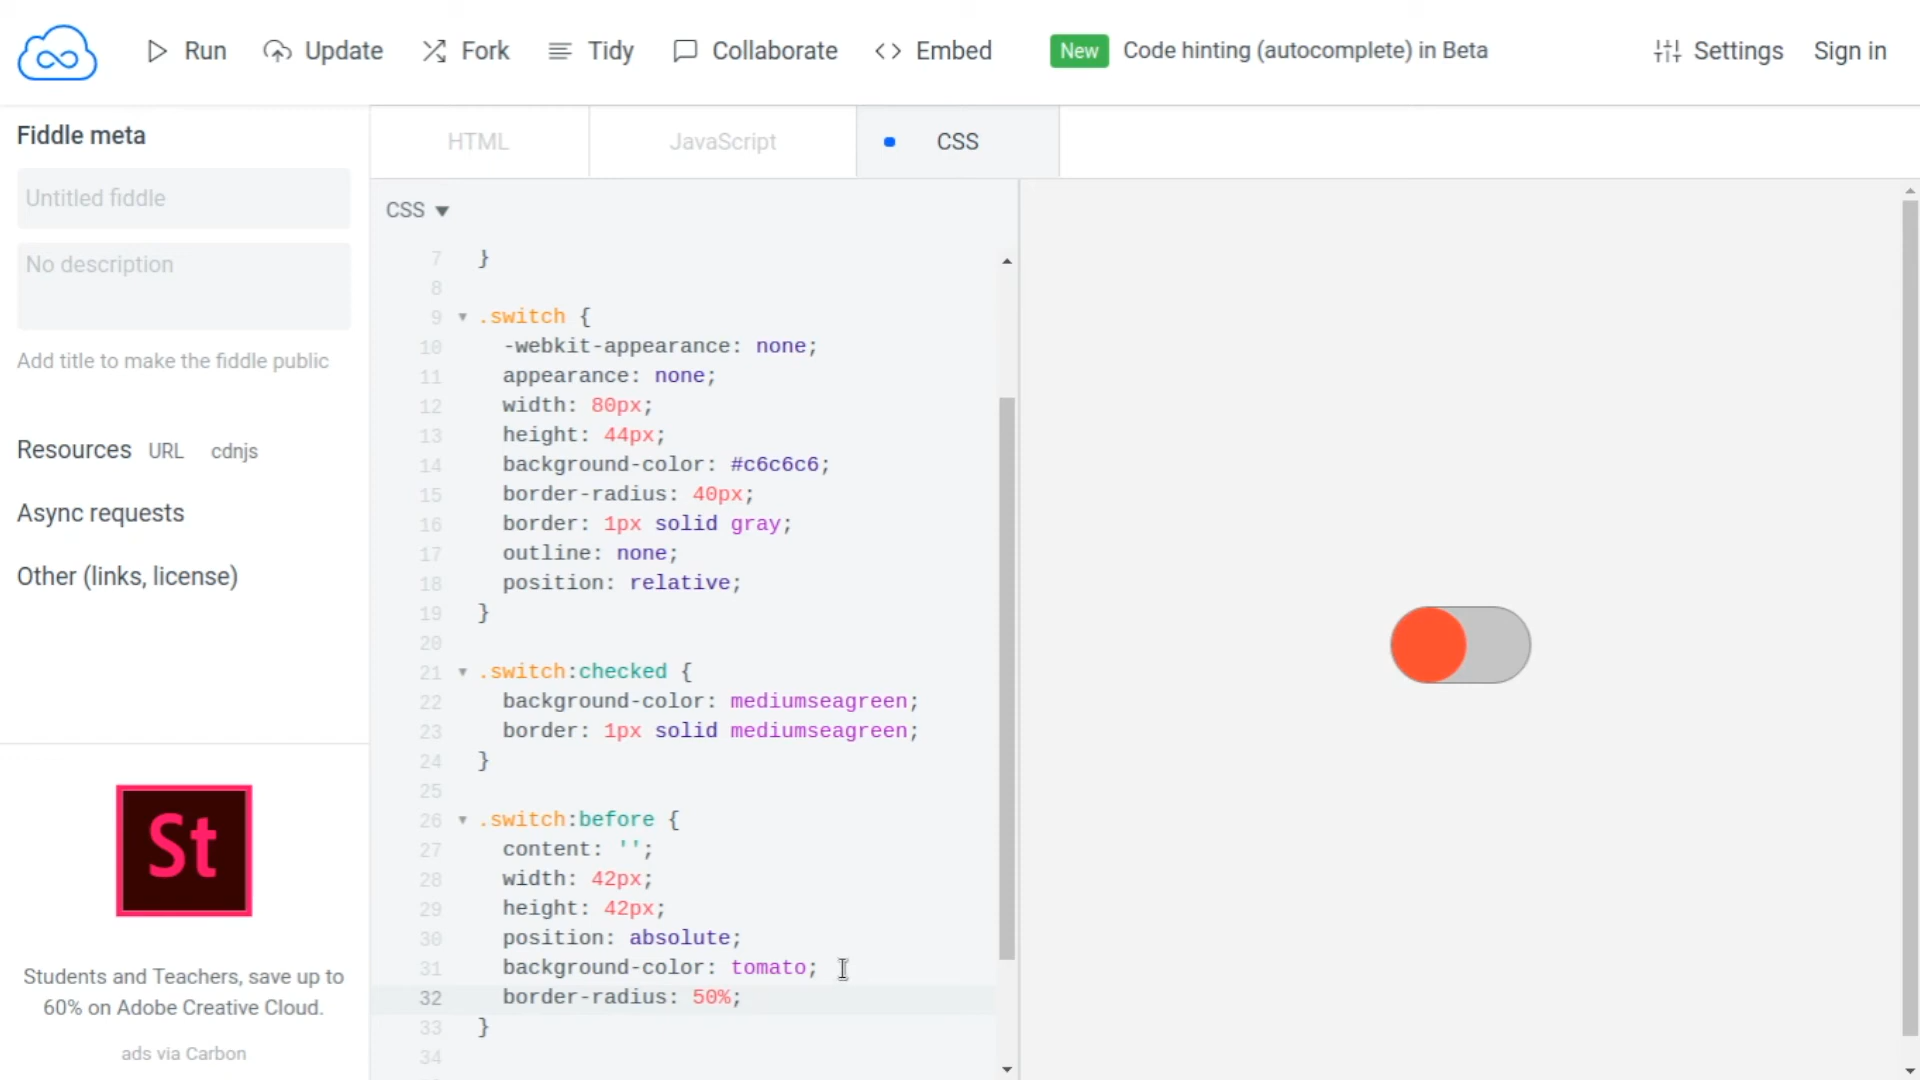 Run
Update
Fork
Tidy
Collaborate
Embed
New
Code hinting (autocomplete) in Beta
Settings
Sign in
Fiddle meta
Untitled fiddle
No description
Add title to make the fiddle public
Resources URL cdnjs
Async requests
Other (links, license)
St
Students and Teachers, save up to
60% on Adobe Creative Cloud.
ads via Carbon
HTML
JavaScript
CSS
CSS ▼
7 }
8
9 .switch {
10 -webkit-appearance: none;
11 appearance: none;
12 width: 80px;
13 height: 44px;
14 background-color: #c6c6c6;
15 border-radius: 40px;
16 border: 1px solid gray;
17 outline: none;
18 position: relative;
19 }
20
21 .switch:checked {
22 background-color: mediumseagreen;
23 border: 1px solid mediumseagreen;
24 }
25
26 .switch:before {
27 content: '';
28 width: 42px;
29 height: 42px;
30 position: absolute;
31 background-color: tomato;
32 border-radius: 50%;
33 }
34